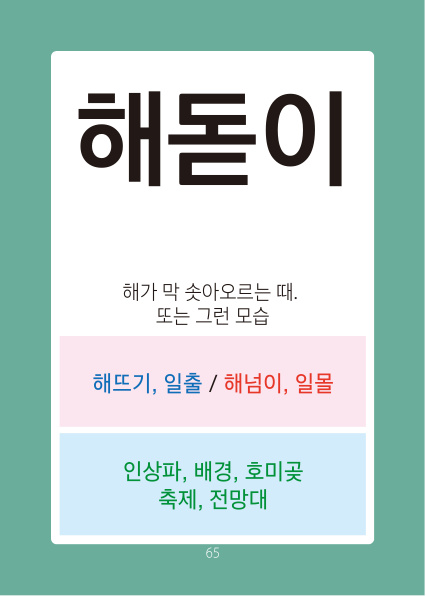 해돋이
해가 막 솟아오르는 때.
또는 그런 모습
해뜨기, 일출 / 해넘이, 일몰
인상파, 배경, 호미곶
축제, 전망대
65